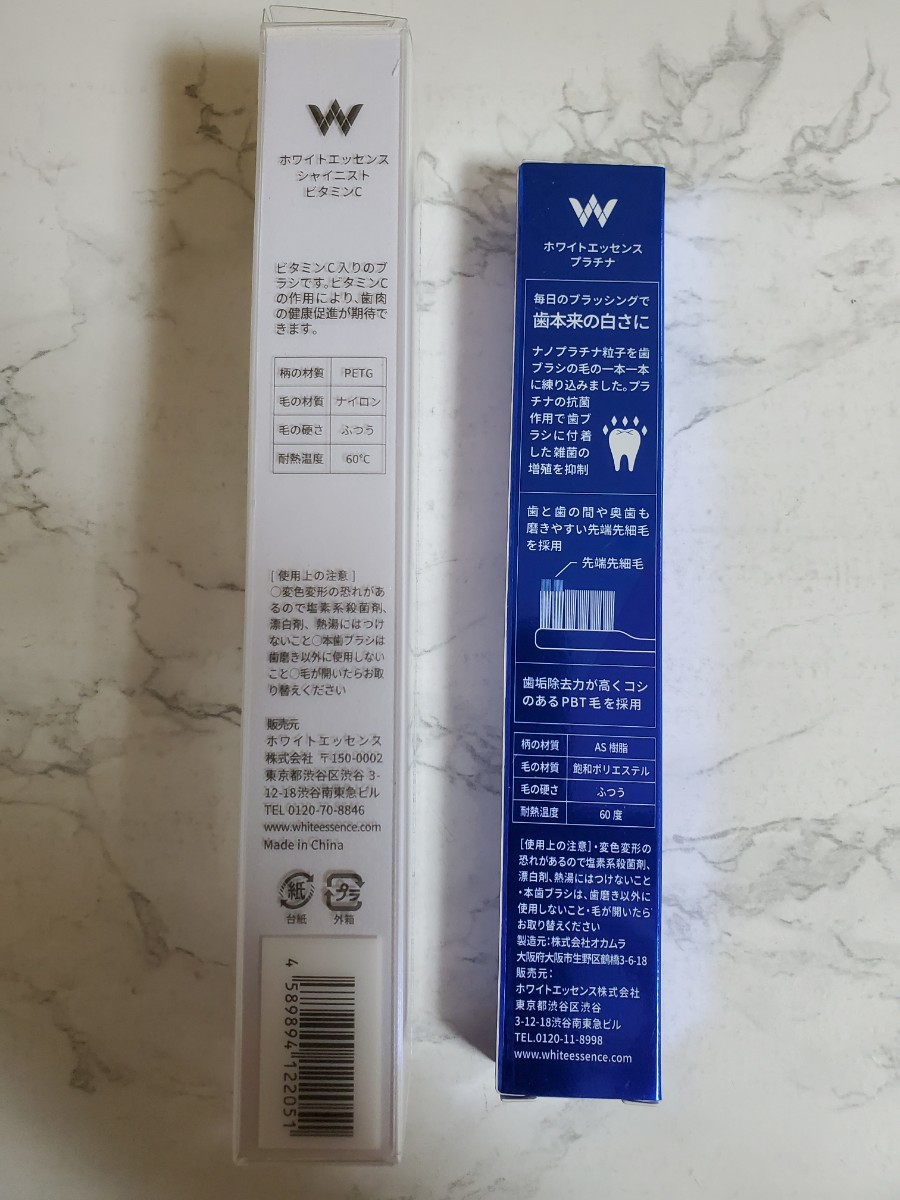 ホワイトエッセンス
シャイニスト
ビタミンC
ビタミンC入りのブ
ラシです。ビタミンC
の作用により、歯肉
の健康促進が期待で
きます。
柄の材質 PETG
毛の材質 ナイロン
毛の硬さ ふつう
耐熱温度 60℃
[使用上の注意]
○変色変形の恐れがあ
るので塩素系殺菌剤、
漂白剤、熱湯にはつけ
ないこと○本歯ブラシは
歯磨き以外に使用しない
こと○毛が開いたらお取
り替えください
販売元
ホワイトエッセンス
株式会社 〒150-0002
東京都渋谷区渋谷 3-
12-18渋谷南東急ビル
TEL 0120-70-8846
www.whiteessence.com
Made in China
紙 プラ
台紙 外箱
4 589894 122051
ホワイトエッセンス
プラチナ
毎日のブラッシングで
歯本来の白さに
ナノプラチナ粒子を歯
ブラシの毛の一本一本
に練り込みました。プラ
チナの抗菌
作用で歯ブ
ラシに付着
した雑菌の
増殖を抑制
歯と歯の間や奥歯も
磨きやすい先端先細毛
を採用
先端先細毛
歯垢除去力が高くコシ
のあるPBT毛を採用
柄の材質 AS樹脂
毛の材質 飽和ポリエステル
毛の硬さ ふつう
耐熱温度 60度
[使用上の注意]・変色変形の
恐れがあるので塩素系殺菌剤、
漂白剤、熱湯にはつけないこと
・本歯ブラシは、歯磨き以外に
使用しないこと・毛が開いたら
お取り替えください
製造元：株式会社オカムラ
大阪府大阪市生野区鶴橋3-6-18
販売元：
ホワイトエッセンス株式会社
東京都渋谷区渋谷
3-12-18渋谷南東急ビル
TEL.0120-11-8998
www.whiteessence.com